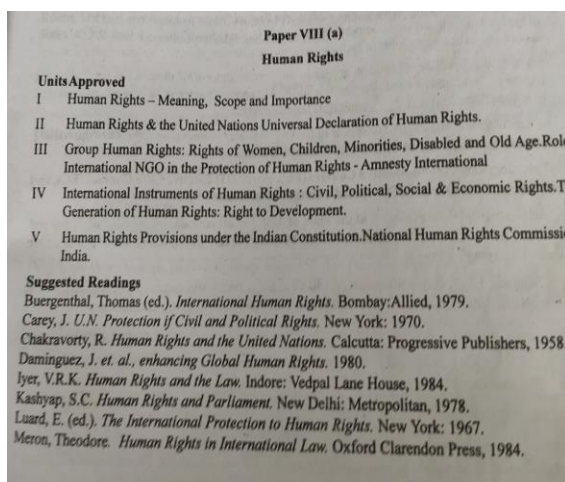 Paper VIII (a)
Human Rights
Units Approved
I Human Rights – Meaning, Scope and Importance
II Human Rights & the United Nations Universal Declaration of Human Rights.
III Group Human Rights: Rights of Women, Children, Minorities, Disabled and Old Age.Role
International NGO in the Protection of Human Rights - Amnesty International
IV International Instruments of Human Rights : Civil, Political, Social & Economic Rights.
Generation of Human Rights: Right to Development.
V Human Rights Provisions under the Indian Constitution.National Human Rights
India.
Suggested Readings
Buergenthal, Thomas (ed.). International Human Rights. Bombay:Allied, 1979.
Carey, J. U.N. Protection if Civil and Political Rights. New York: 1970.
Chakravorty, R. Human Rights and the United Nations. Calcutta: Progressive Publishers, 1958
Daminguez, J. et. al., enhancing Global Human Rights. 1980.
Iyer, V.R.K. Human Rights and the Law. Indore: Vedpal Lane House, 1984.
Kashyap, S.C. Human Rights and Parliament. New Delhi: Metropolitan, 1978.
Luard, E. (ed.). The International Protection to Human Rights. New York: 1967.
Meron, Theodore. Human Rights in International Law. Oxford Clarendon Press, 1984.